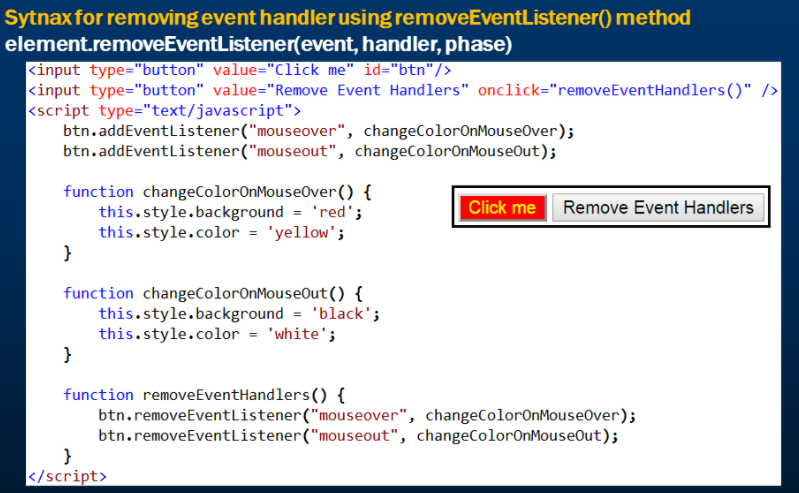 Sytnax for removing event handler using removeEventListener() method
element.removeEventListener(event, handler, phase)
<input type="button" value="Click me" id="btn"/>
<input type="button" value="Remove Event Handlers" onclick="removeEventHandlers()" />
<script type="text/javascript">
    btn.addEventListener("mouseover", changeColorOnMouseOver);
    btn.addEventListener("mouseout", changeColorOnMouseOut);

    function changeColorOnMouseOver() {
        this.style.background = 'red';
        this.style.color = 'yellow';
    }

    function changeColorOnMouseOut() {
        this.style.background = 'black';
        this.style.color = 'white';
    }

    function removeEventHandlers() {
        btn.removeEventListener("mouseover", changeColorOnMouseOver);
        btn.removeEventListener("mouseout", changeColorOnMouseOut);
    }
</script>
Click me Remove Event Handlers